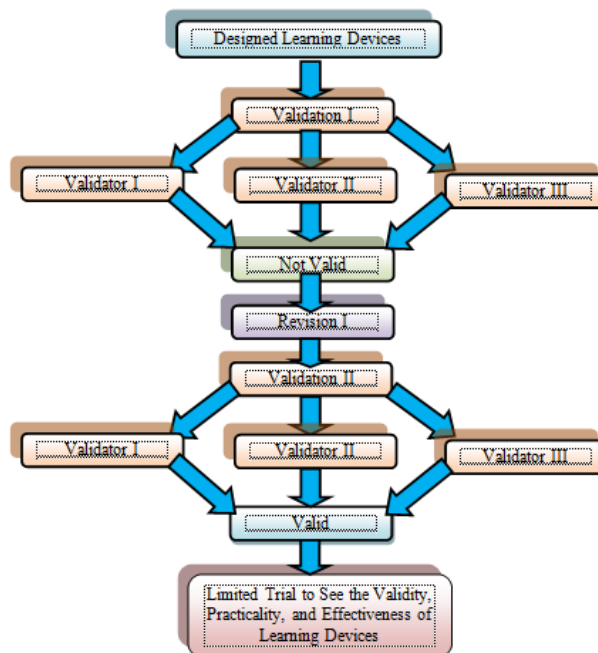 Designed Learning Devices
Validation I
Validator I
Validator II
Validator III
Not Valid
Revision I
Validation II
Validator I
Validator II
Validator III
Valid
Limited Trial to See the Validity,
Practicality, and Effectiveness of
Learning Devices